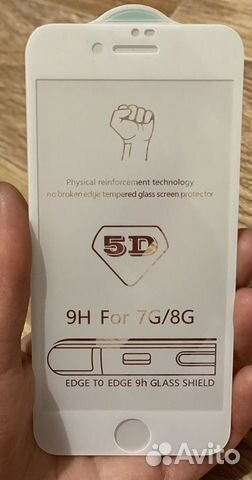 Physical reinforcement technology
no broken edge tempered glass screen protector
5D
9H For 7G/8G
EDGE TO EDGE 9h GLASS SHIELD
Avito